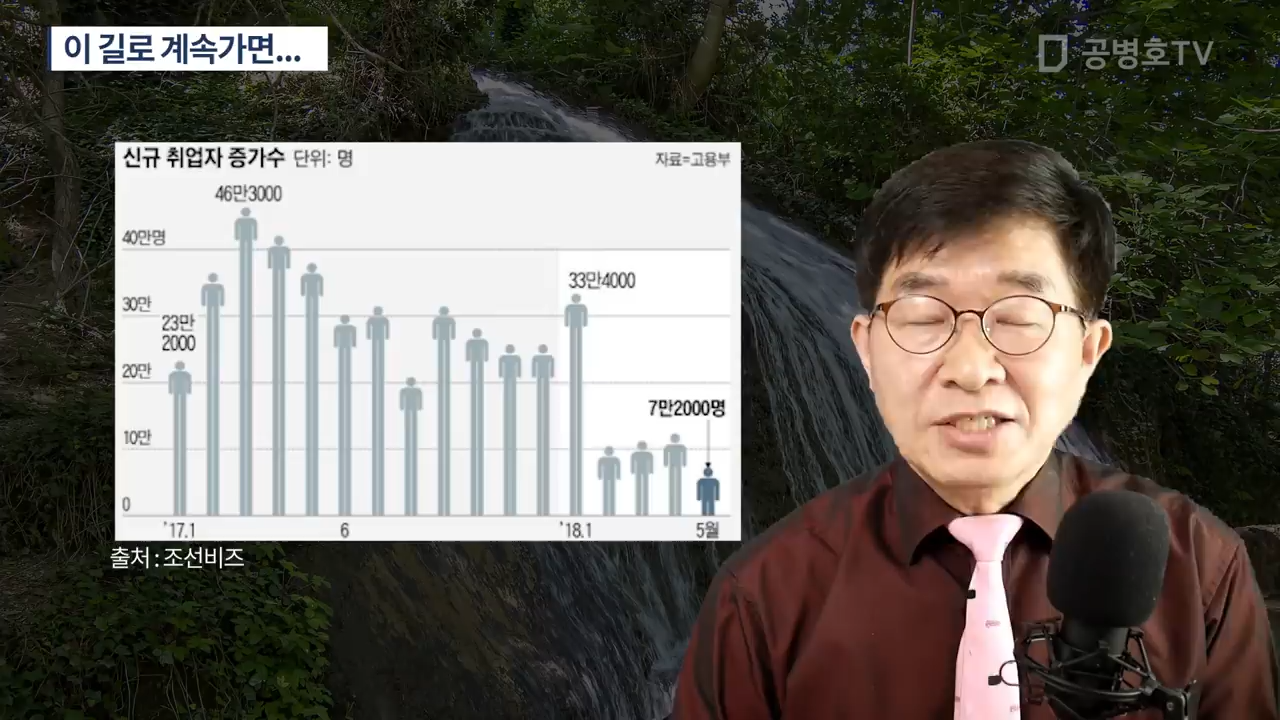 이 길로 계속가면...
공병호TV
신규 취업자 증가수 단위: 명
자료=고용부
46만3000
40만명
33만4000
30만
23만
2000
20만
7만2000명
10만
0
'17.1
6
'18.1
5월
출처 : 조선비즈